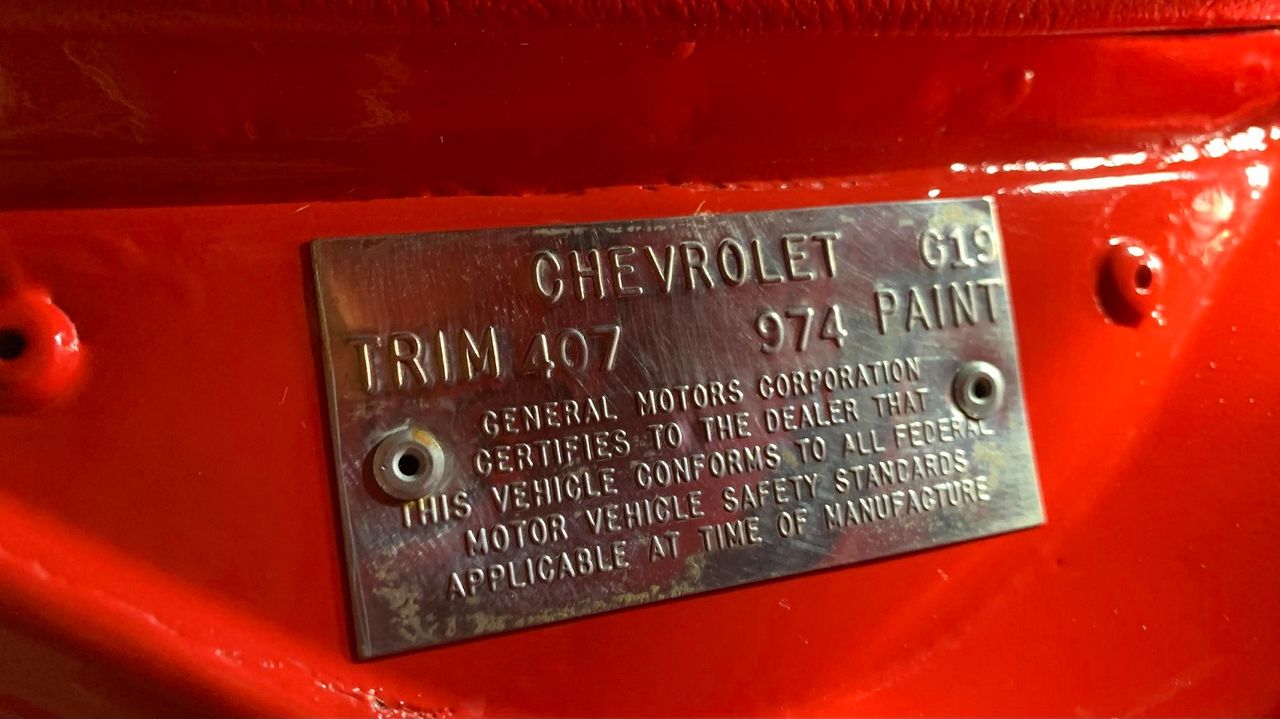 CHEVROLET G19
TRIM 407 974 PAINT
GENERAL MOTORS CORPORATION
CERTIFIES TO THE DEALER THAT
THIS VEHICLE CONFORMS TO ALL FEDERAL
MOTOR VEHICLE SAFETY STANDARDS
APPLICABLE AT TIME OF MANUFACTURE